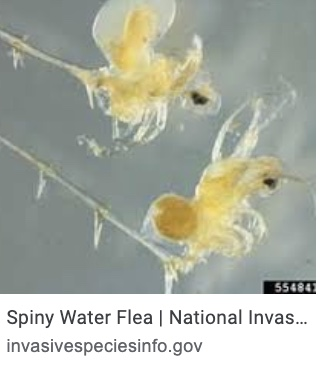 55484
Spiny Water Flea | National Invas...
invasivespeciesinfo.gov